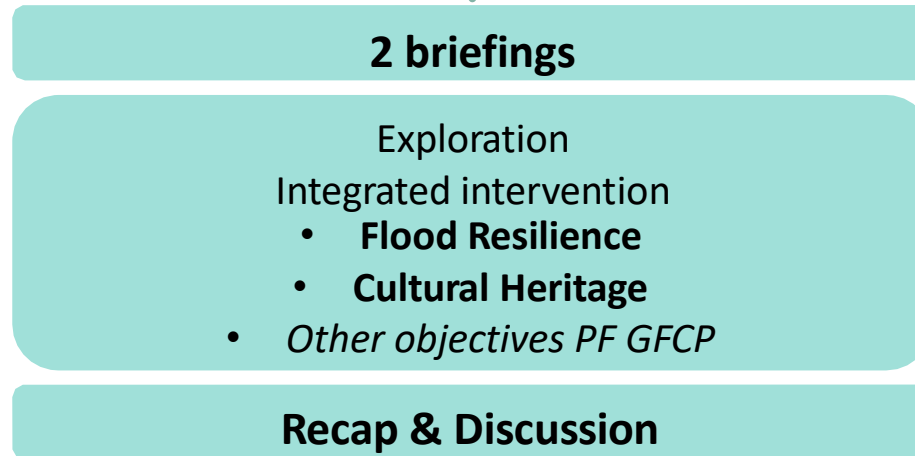 2 briefings
Exploration
Integrated intervention
• Flood Resilience
• Cultural Heritage
• Other objectives PF GFCP
Recap & Discussion